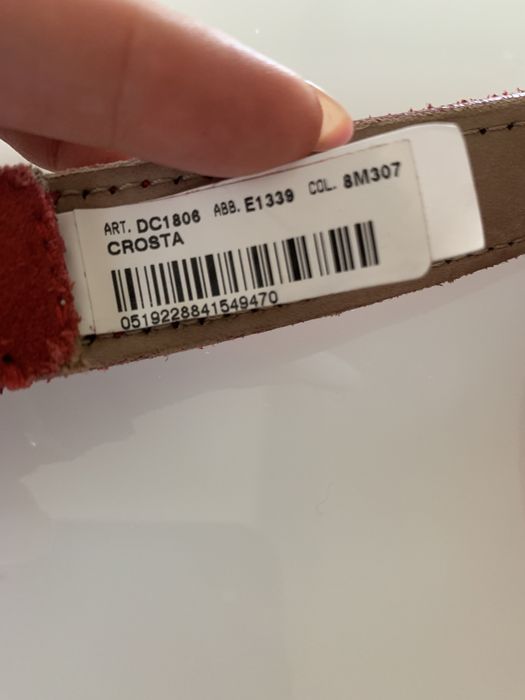 ART. DC1806 ABB. E1339 COL. 8M307
CROSTA
0519228841549470